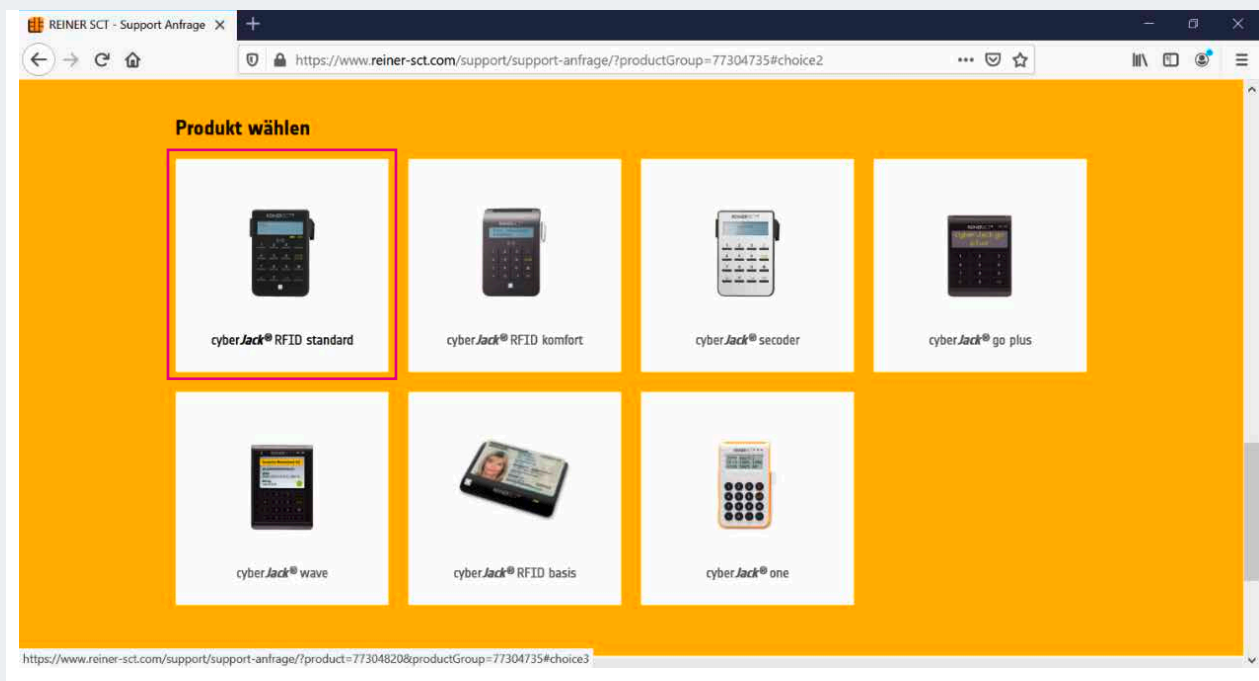 REINER SCT - Support Anfrage
https://www.reiner-sct.com/support/support-anfrage/?productGroup=77304735#choice2
Produkt wählen
cyberJack® RFID standard
cyberJack® RFID komfort
cyberJack® secoder
cyberJack® go plus
cyberJack® wave
cyberJack® RFID basis
cyberJack® one
https://www.reiner-sct.com/support/support-anfrage/?product=77304820&productGroup=77304735#choice3